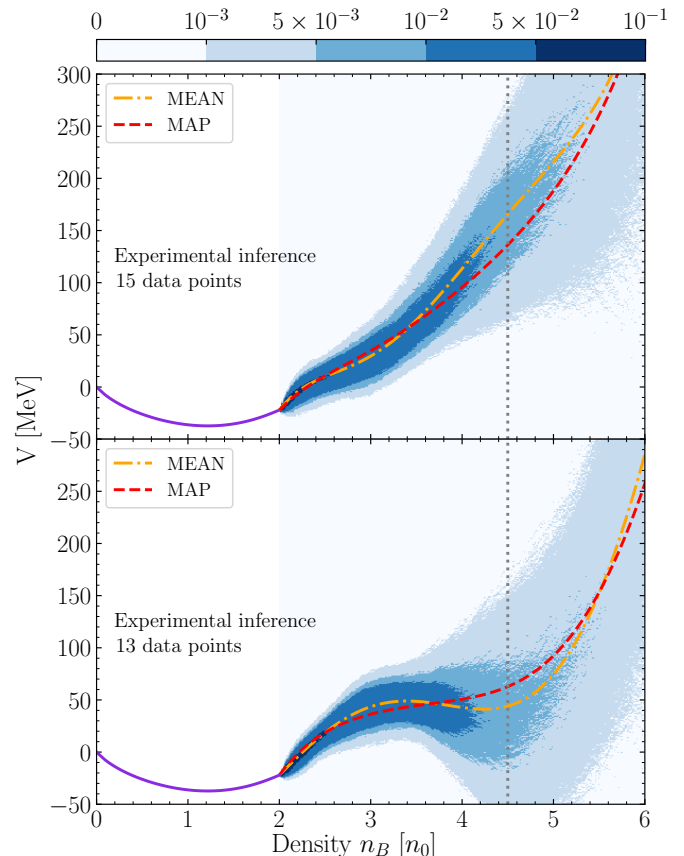 0 10⁻³ 5 × 10⁻³ 10⁻² 5 × 10⁻² 10⁻¹
300
250
200
150
100
50
0
−50
MEAN
MAP
Experimental inference
15 data points
V [MeV]
250
200
150
100
50
0
−50
MEAN
MAP
Experimental inference
13 data points
0 1 2 3 4 5 6
Density n_B [n₀]